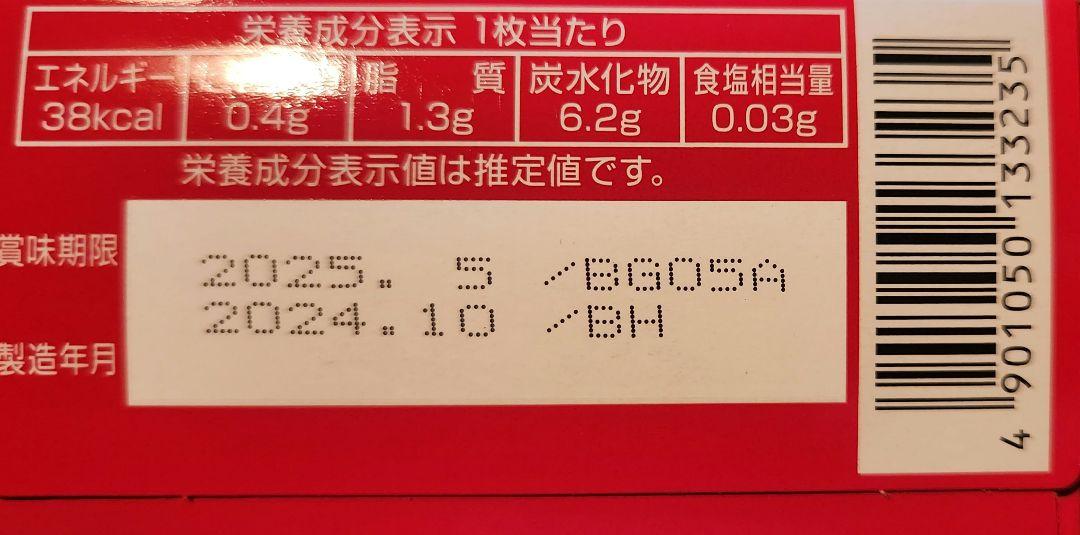 栄養成分表示 1枚当たり
エネルギー 脂 質 炭水化物 食塩相当量
38kcal 0.4g 1.3g 6.2g 0.03g
栄養成分表示値は推定値です。
賞味期限 2025. 5 /BG05A
製造年月 2024.10 /BH
4 901050 133235